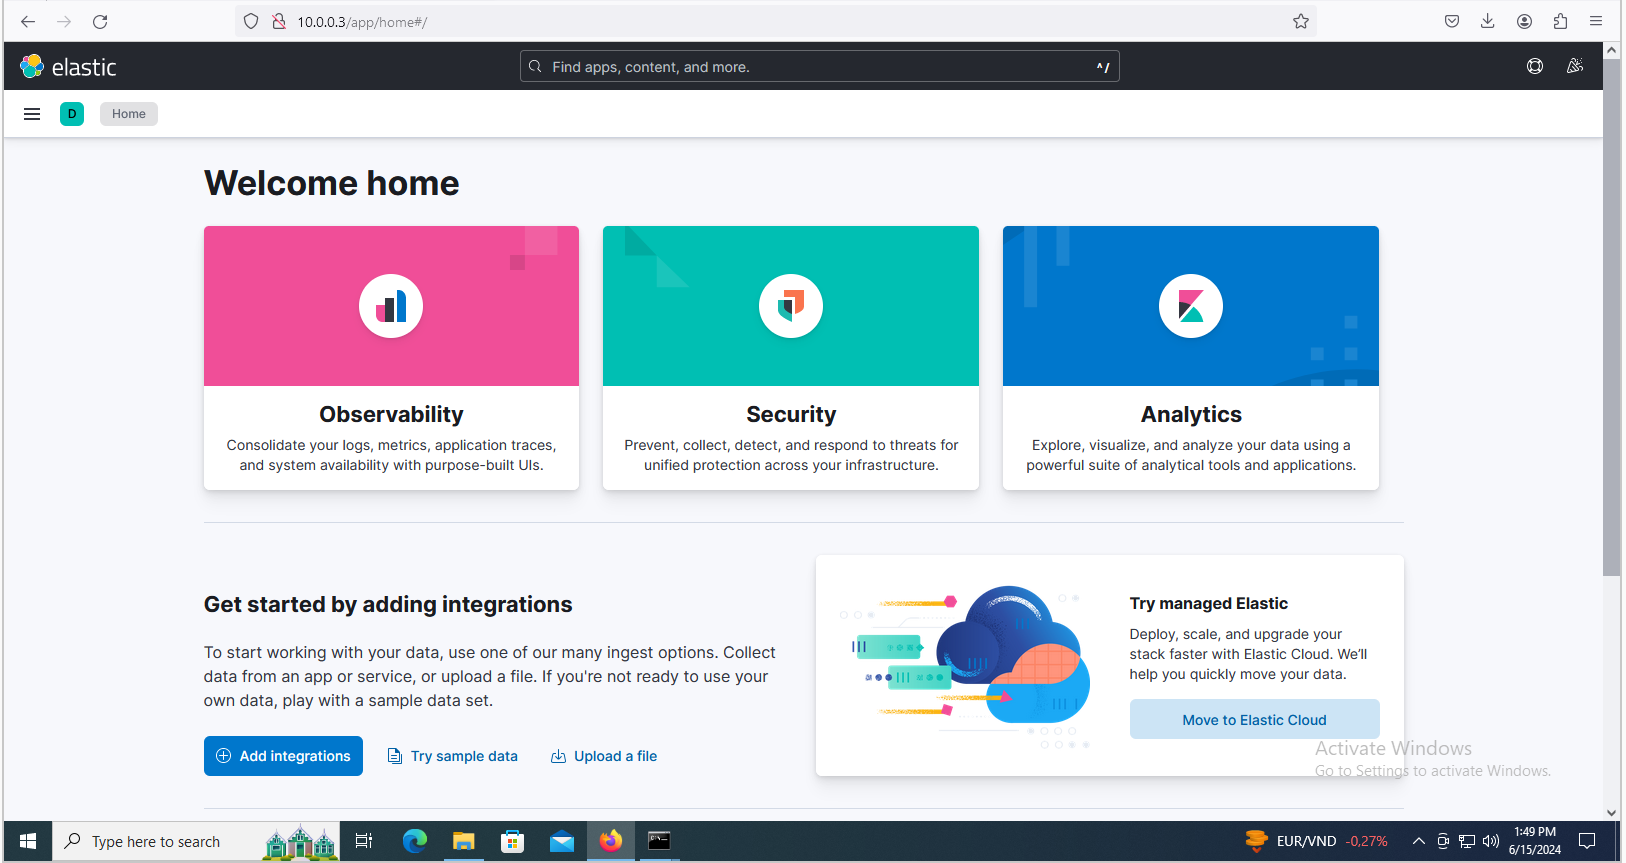 10.0.0.3/app/home#/
elastic
Find apps, content, and more.
^/
D
Home
Welcome home
Observability
Consolidate your logs, metrics, application traces,
and system availability with purpose-built UIs.
Security
Prevent, collect, detect, and respond to threats for
unified protection across your infrastructure.
Analytics
Explore, visualize, and analyze your data using a
powerful suite of analytical tools and applications.
Get started by adding integrations
To start working with your data, use one of our many ingest options. Collect
data from an app or service, or upload a file. If you're not ready to use your
own data, play with a sample data set.
Add integrations
Try sample data
Upload a file
Try managed Elastic
Deploy, scale, and upgrade your
stack faster with Elastic Cloud. We'll
help you quickly move your data.
Move to Elastic Cloud
Activate Windows
Go to Settings to activate Windows.
Type here to search
EUR/VND -0,27%
1:49 PM
6/15/2024